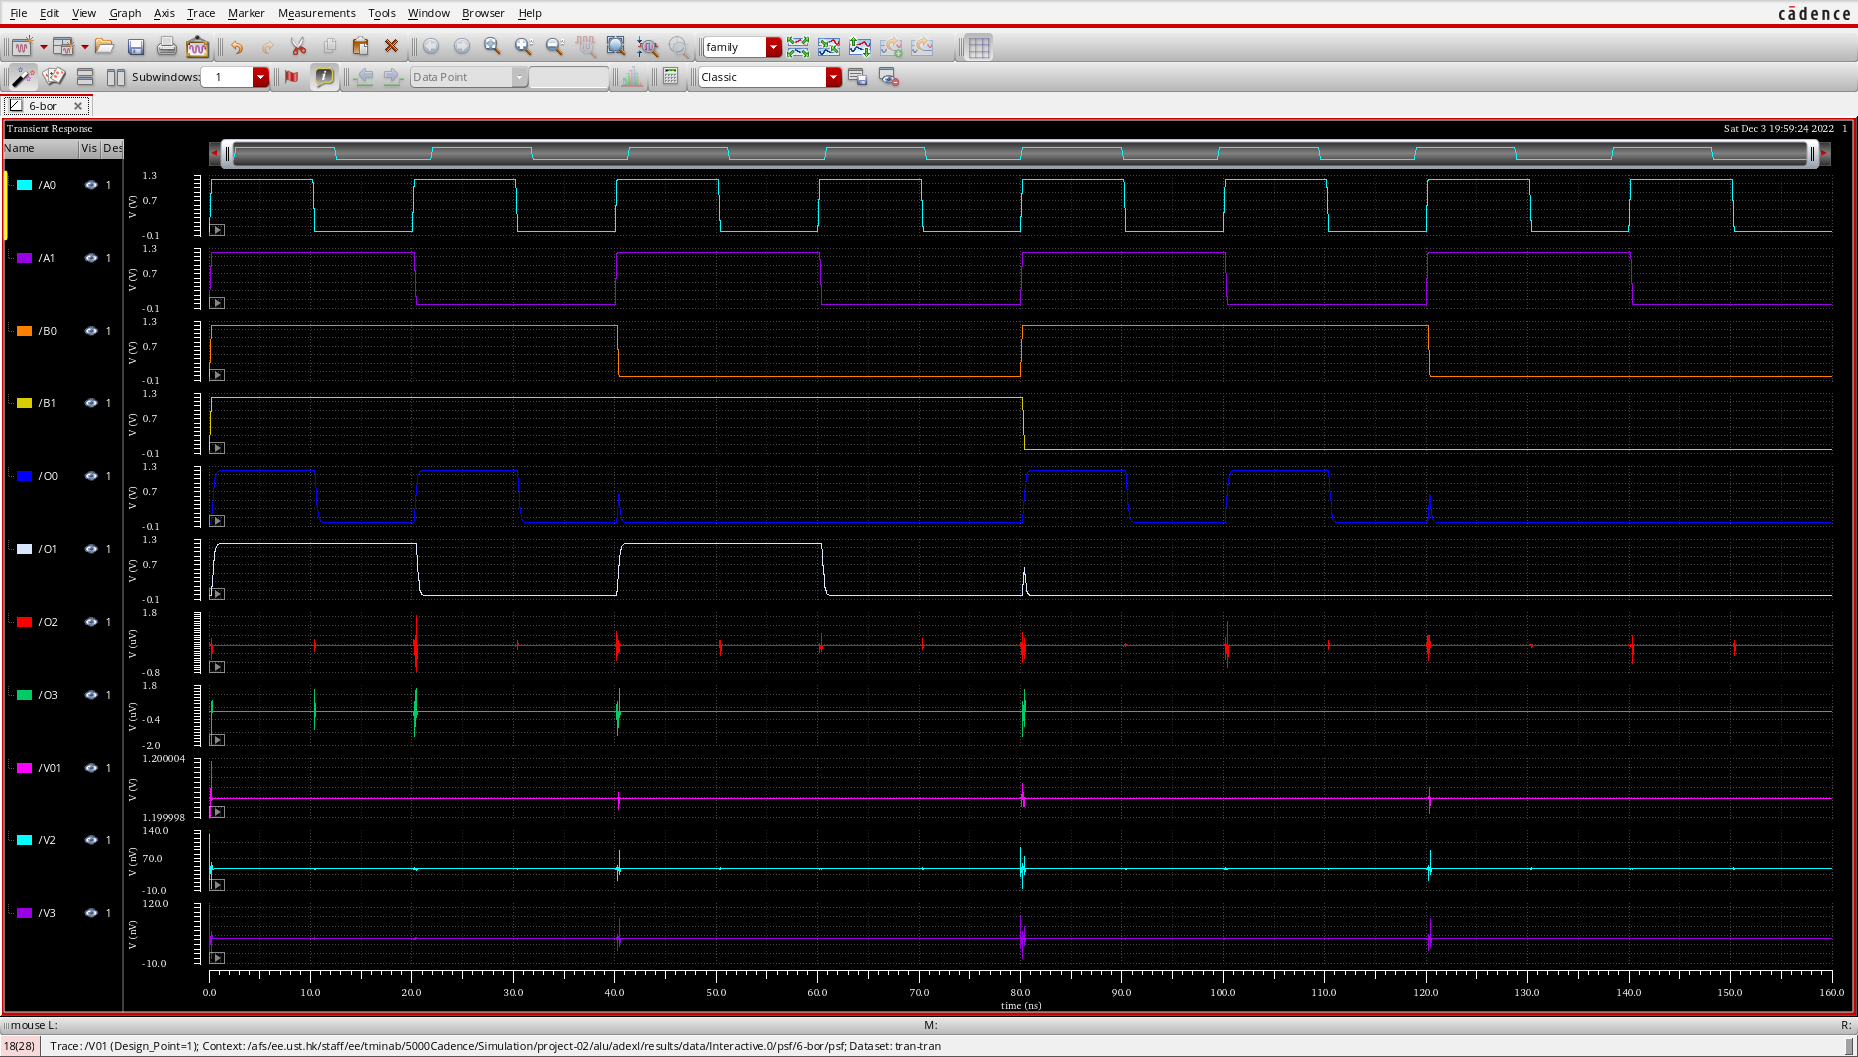 File Edit View Graph Axis Trace Marker Measurements Tools Window Browser Help
cādence
family
Subwindows: 1
Data Point
Classic
6-bor
Transient Response
Sat Dec 3 19:59:24 2022 1
Name Vis Des
/A0 1
1.3
0.7
-0.1
V (V)
/A1 1
1.3
0.7
-0.1
V (V)
/B0 1
1.3
0.7
-0.1
V (V)
/B1 1
1.3
0.7
-0.1
V (V)
/O0 1
1.3
0.7
-0.1
V (V)
/O1 1
1.3
0.7
-0.1
V (V)
/O2 1
1.8
-0.8
V (uV)
/O3 1
1.8
-0.4
-2.0
V (uV)
/V01 1
1.200004
1.199998
V (V)
/V2 1
140.0
70.0
-10.0
V (nV)
/V3 1
120.0
-10.0
V (nV)
0.0 10.0 20.0 30.0 40.0 50.0 60.0 70.0 80.0 90.0 100.0 110.0 120.0 130.0 140.0 150.0 160.0
time (ns)
mouse L: M: R:
18(28) Trace: /V01 (Design_Point=1); Context: /afs/ee.ust.hk/staff/ee/tminab/5000Cadence/Simulation/project-02/alu/adexl/results/data/Interactive.0/psf/6-bor/psf; Dataset: tran-tran